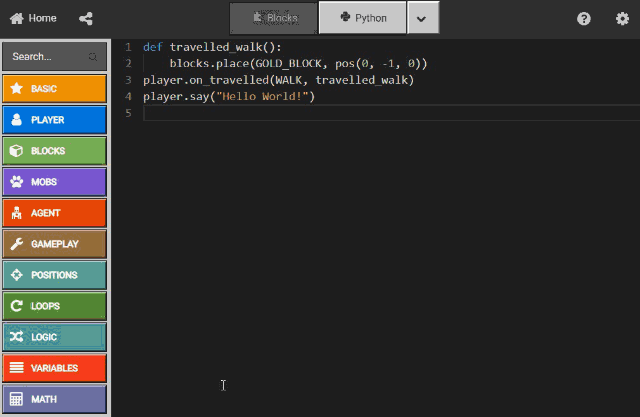 Home
Blocks
Python
Search...
BASIC
PLAYER
BLOCKS
MOBS
AGENT
GAMEPLAY
POSITIONS
LOOPS
LOGIC
VARIABLES
MATH
1 def travelled_walk():
2     blocks.place(GOLD_BLOCK, pos(0, -1, 0))
3 player.on_travelled(WALK, travelled_walk)
4 player.say("Hello World!")
5